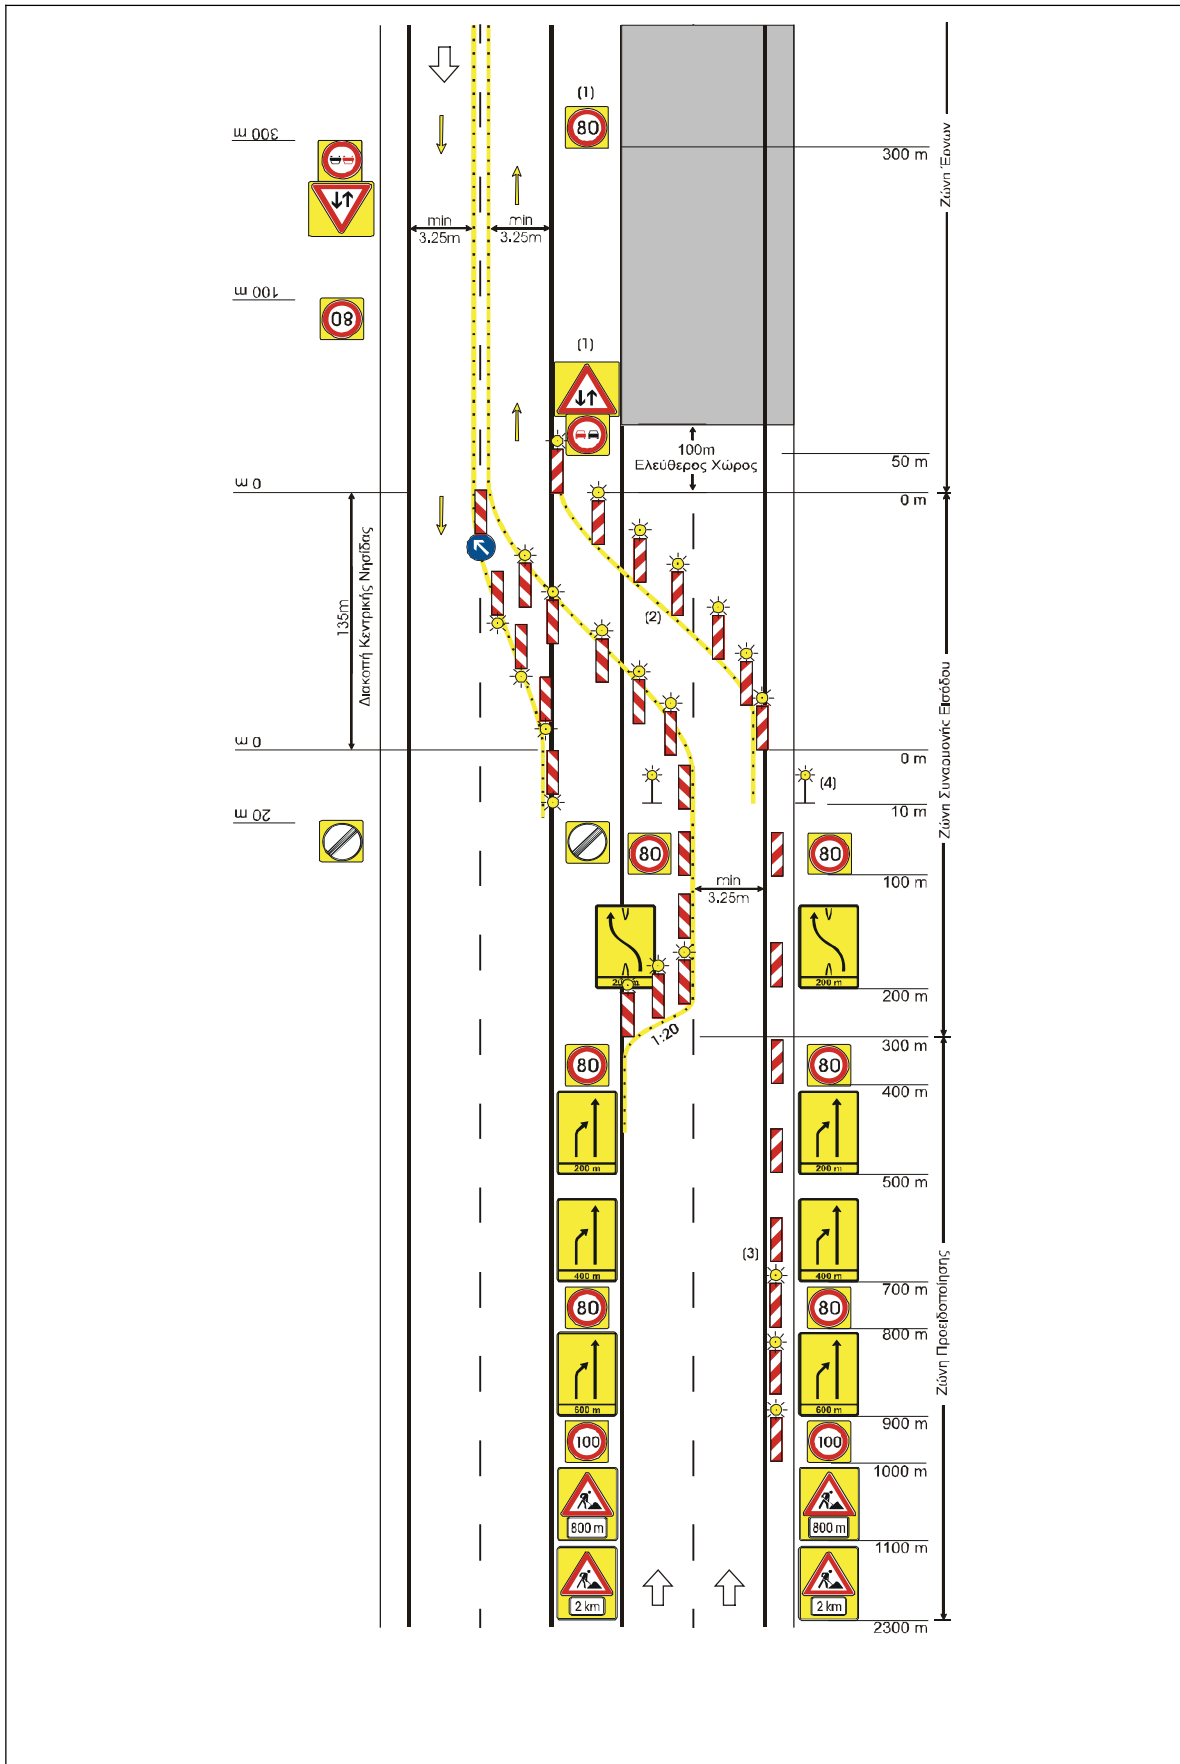 (1)
80
300 m
300 m
Ζώνη Έργων
min
3.25m
min
3.25m
100 m
80
(1)
100m
Ελεύθερος Χώρος
50 m
0 m
0 m
135m
Διακοπή Κεντρικής Νησίδας
(2)
Ζώνη Συναρμογής Εισόδου
0 m
0 m
(4)
10 m
20 m
80
80
100 m
min
3.25m
200 m
200 m
1:20
300 m
80
80
400 m
200 m
200 m
500 m
(3)
400 m
400 m
700 m
Ζώνη Προειδοποίησης
80
80
800 m
600 m
600 m
900 m
100
100
1000 m
800 m
800 m
1100 m
2 km
2 km
2300 m